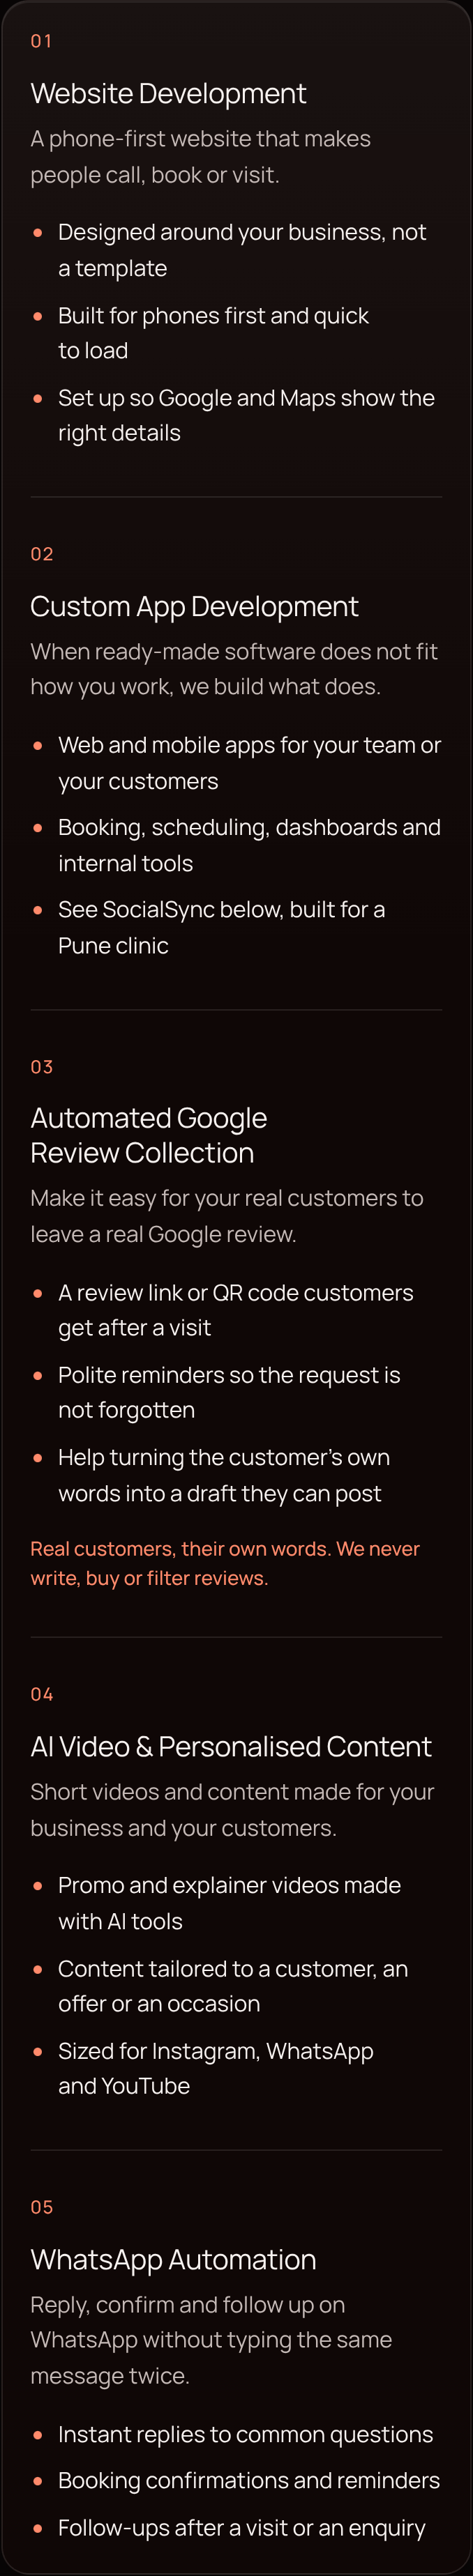 01
Website Development
A phone-first website that makes
people call, book or visit.
Designed around your business, not
a template
Built for phones first and quick
to load
Set up so Google and Maps show the
right details
02
Custom App Development
When ready-made software does not fit
how you work, we build what does.
Web and mobile apps for your team or
your customers
Booking, scheduling, dashboards and
internal tools
See SocialSync below, built for a
Pune clinic
03
Automated Google
Review Collection
Make it easy for your real customers to
leave a real Google review.
A review link or QR code customers
get after a visit
Polite reminders so the request is
not forgotten
Help turning the customer's own
words into a draft they can post
Real customers, their own words. We never
write, buy or filter reviews.
04
AI Video & Personalised Content
Short videos and content made for your
business and your customers.
Promo and explainer videos made
with AI tools
Content tailored to a customer, an
offer or an occasion
Sized for Instagram, WhatsApp
and YouTube
05
WhatsApp Automation
Reply, confirm and follow up on
WhatsApp without typing the same
message twice.
Instant replies to common questions
Booking confirmations and reminders
Follow-ups after a visit or an enquiry